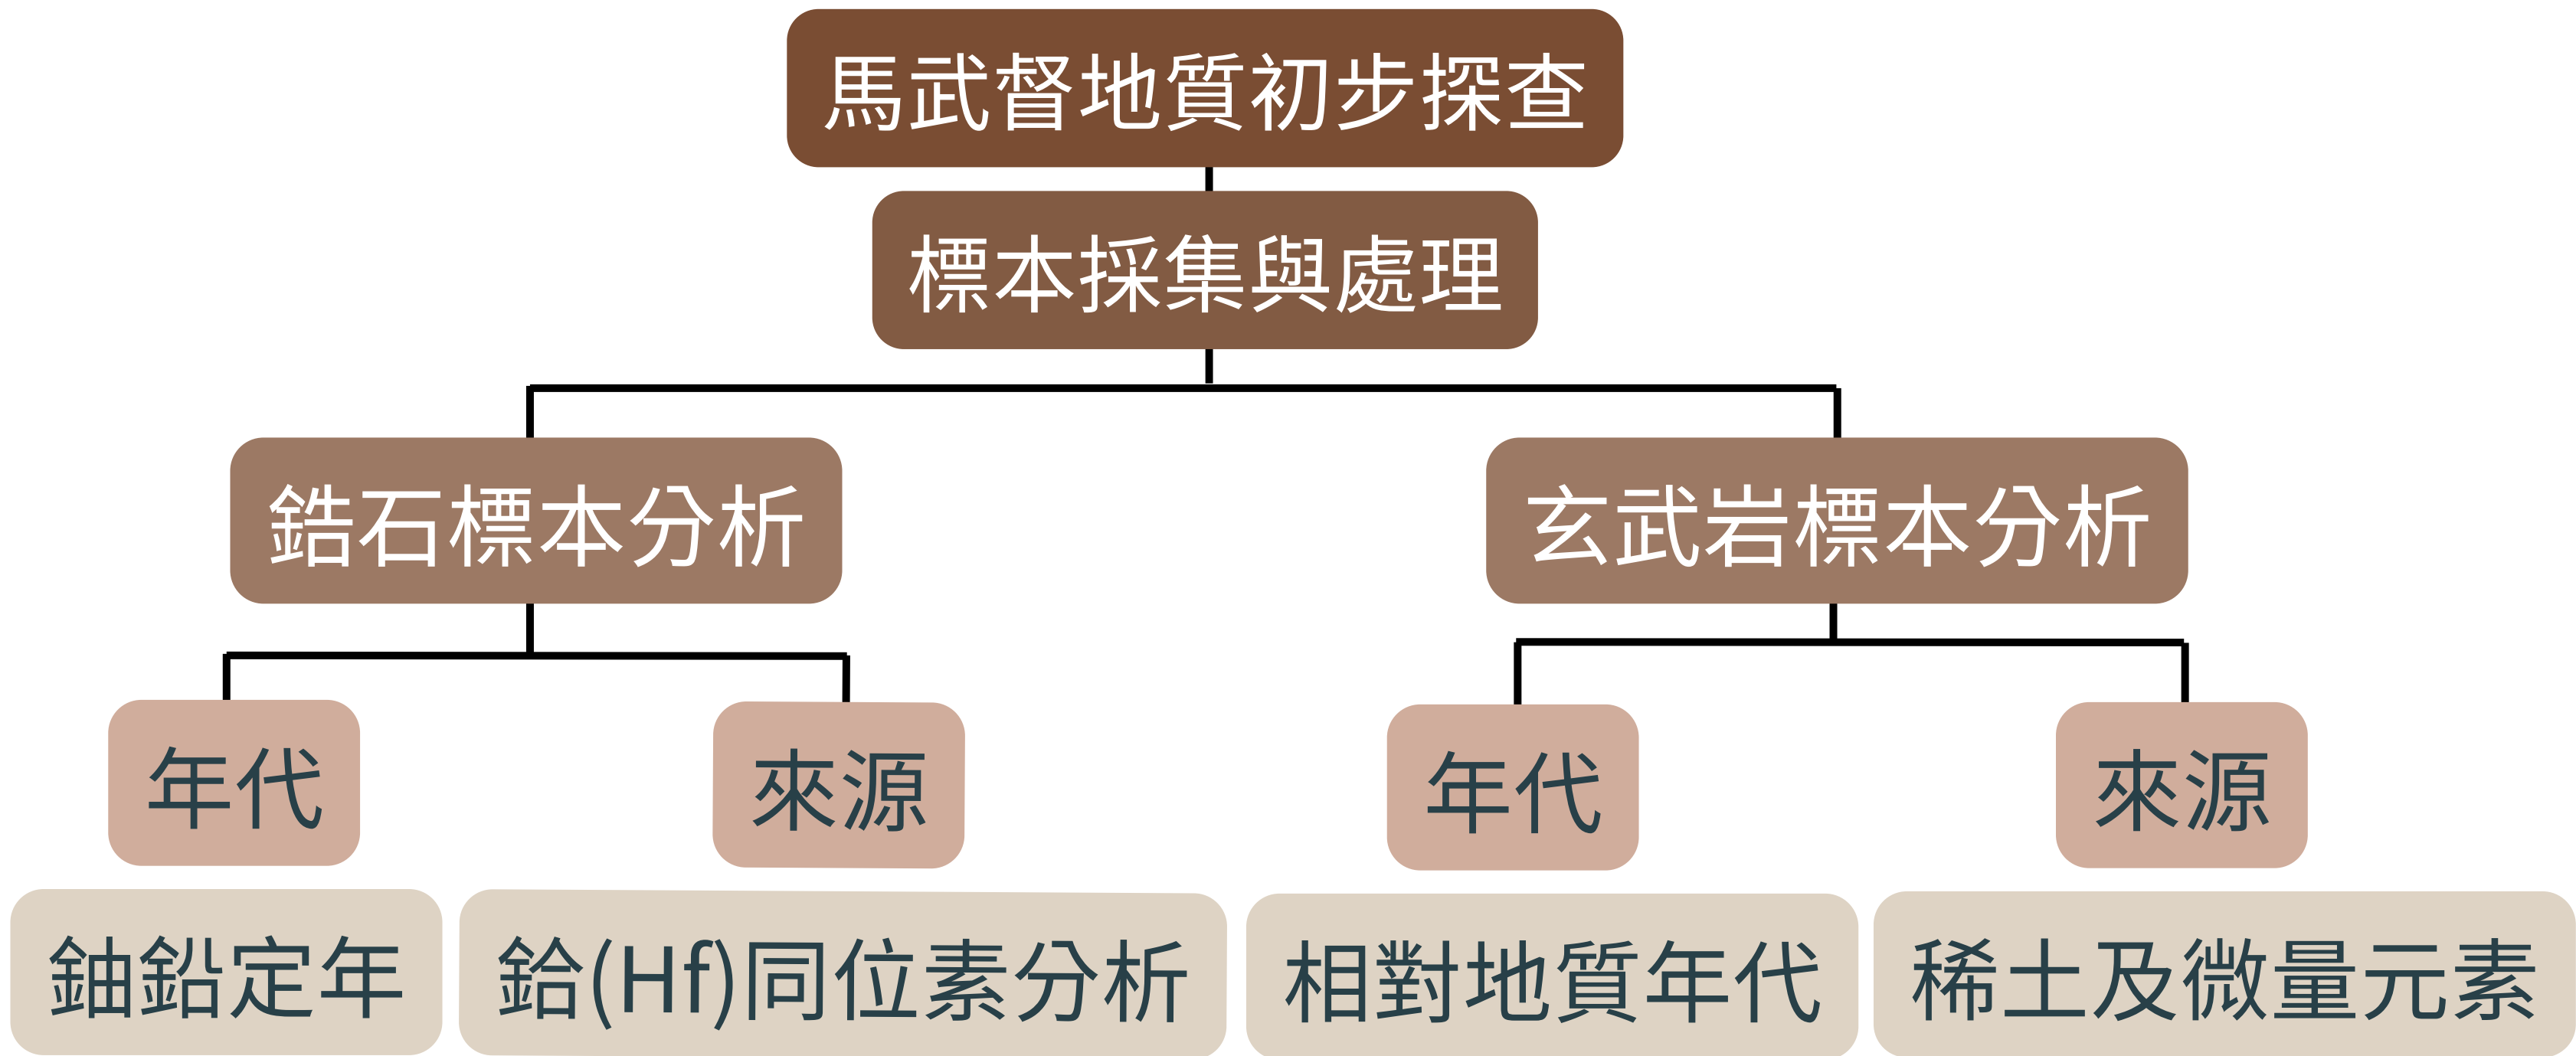 馬武督地質初步探查
標本採集與處理
鋯石標本分析
玄武岩標本分析
年代
來源
年代
來源
鈾鉛定年
鉿(Hf)同位素分析
相對地質年代
稀土及微量元素